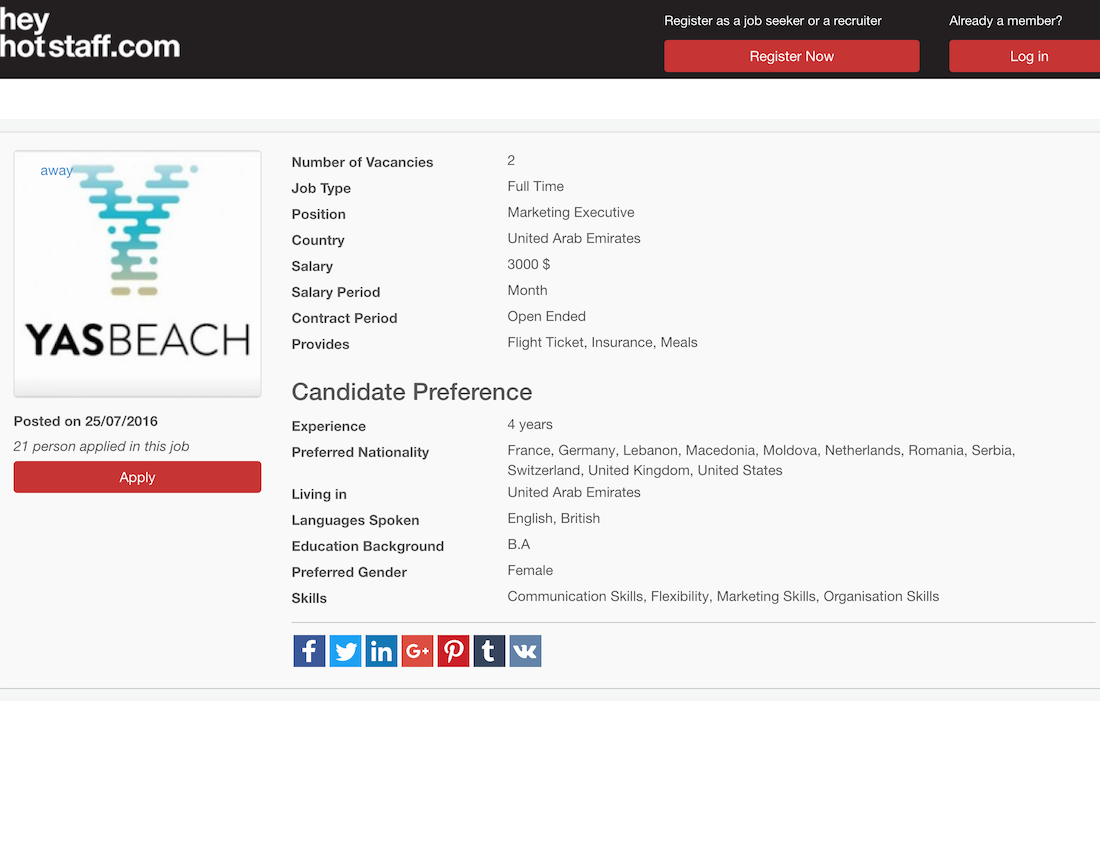 hey
hotstaff.com
Register as a job seeker or a recruiter
Already a member?
Register Now
Log in
away
YASBEACH
Posted on 25/07/2016
21 person applied in this job
Apply
Number of Vacancies 2
Job Type Full Time
Position Marketing Executive
Country United Arab Emirates
Salary 3000 $
Salary Period Month
Contract Period Open Ended
Provides Flight Ticket, Insurance, Meals
Candidate Preference
Experience 4 years
Preferred Nationality France, Germany, Lebanon, Macedonia, Moldova, Netherlands, Romania, Serbia,
Switzerland, United Kingdom, United States
Living in United Arab Emirates
Languages Spoken English, British
Education Background B.A
Preferred Gender Female
Skills Communication Skills, Flexibility, Marketing Skills, Organisation Skills